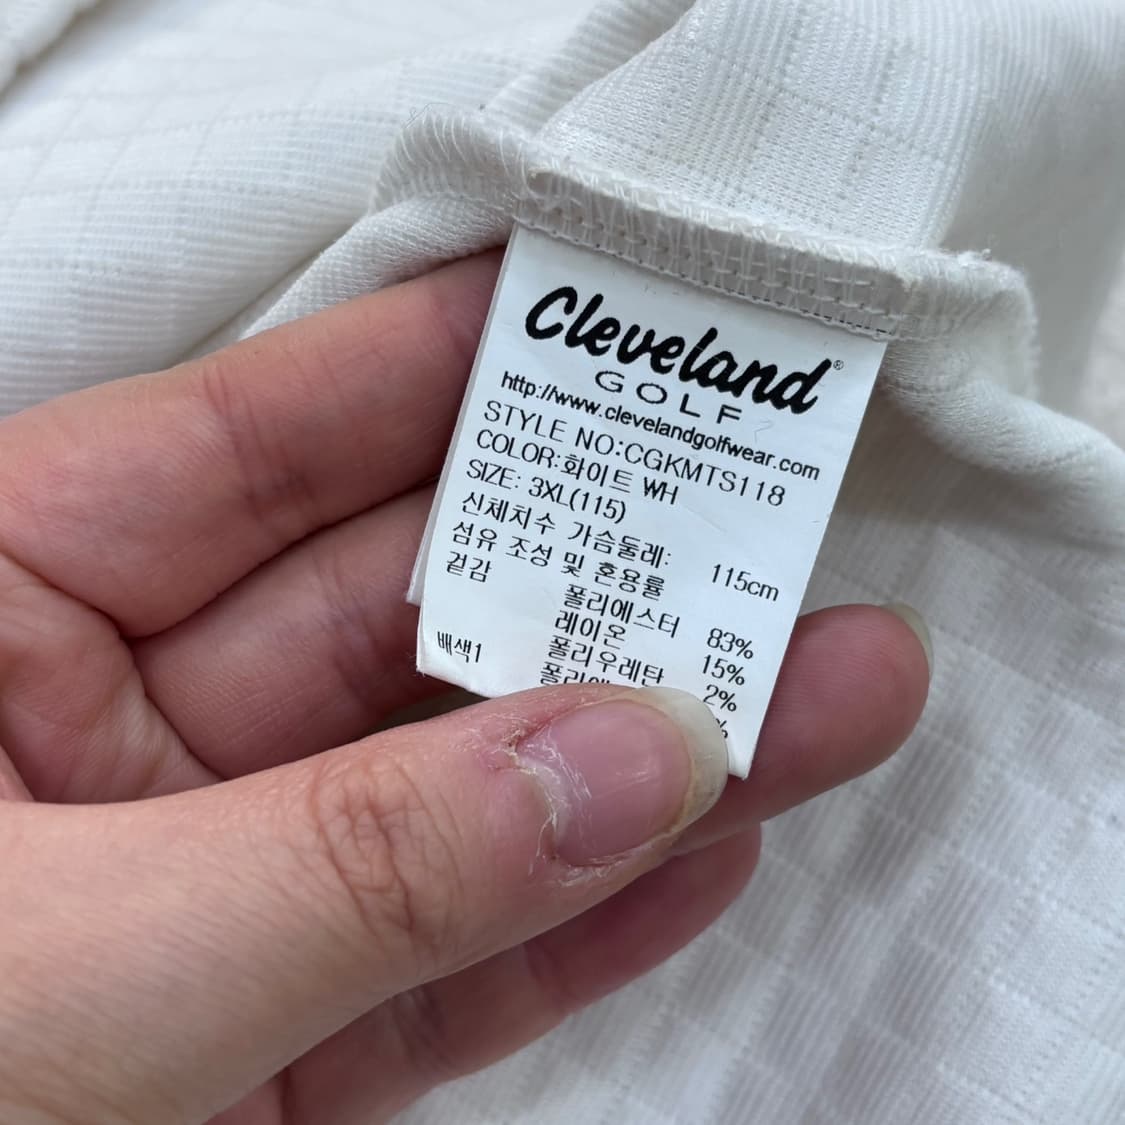 Cleveland®
GOLF
http://www.clevelandgolfwear.com
STYLE NO:CGKMTS118
COLOR:화이트 WH
SIZE: 3XL(115)
신체치수 가슴둘레: 115cm
섬유 조성 및 혼용률
겉감 폴리에스터 83%
레이온 15%
폴리우레탄 2%
배색1